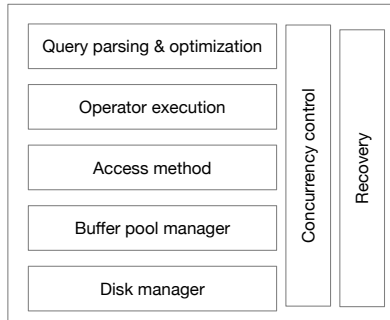 Query parsing & optimization
Operator execution
Access method
Buffer pool manager
Disk manager
Concurrency control
Recovery